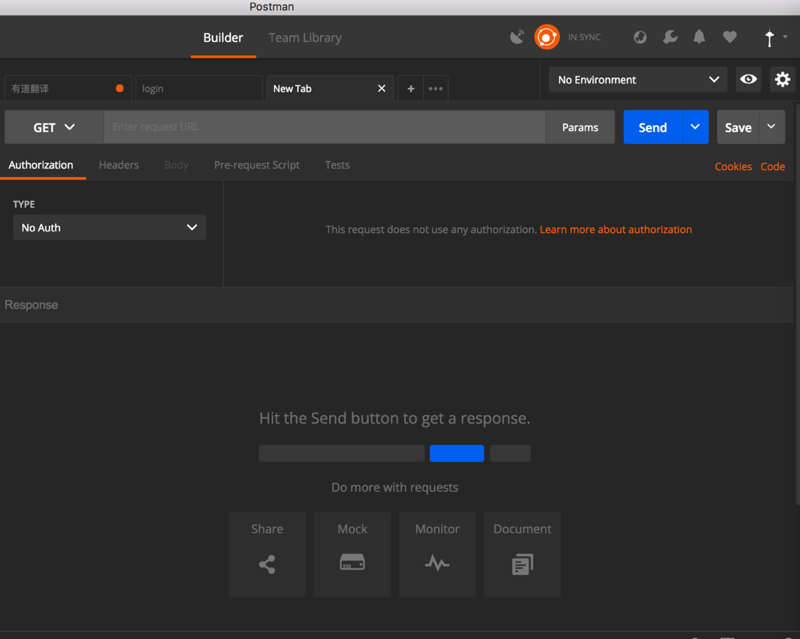 Postman
Builder Team Library IN SYNC
有道翻译 login New Tab No Environment
GET Enter request URL Params Send Save
Authorization Headers Body Pre-request Script Tests Cookies Code
TYPE
No Auth
This request does not use any authorization. Learn more about authorization
Response
Hit the Send button to get a response.
Do more with requests
Share Mock Monitor Document